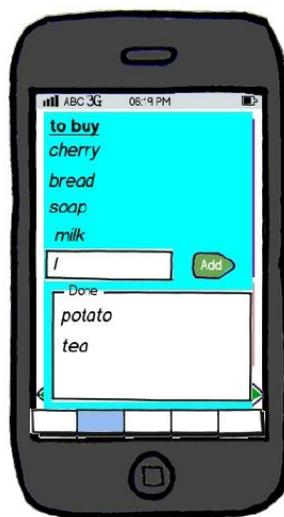 ABC 3G 06:19 PM
to buy
cherry
bread
soap
milk
/
Add
Done
potato
tea